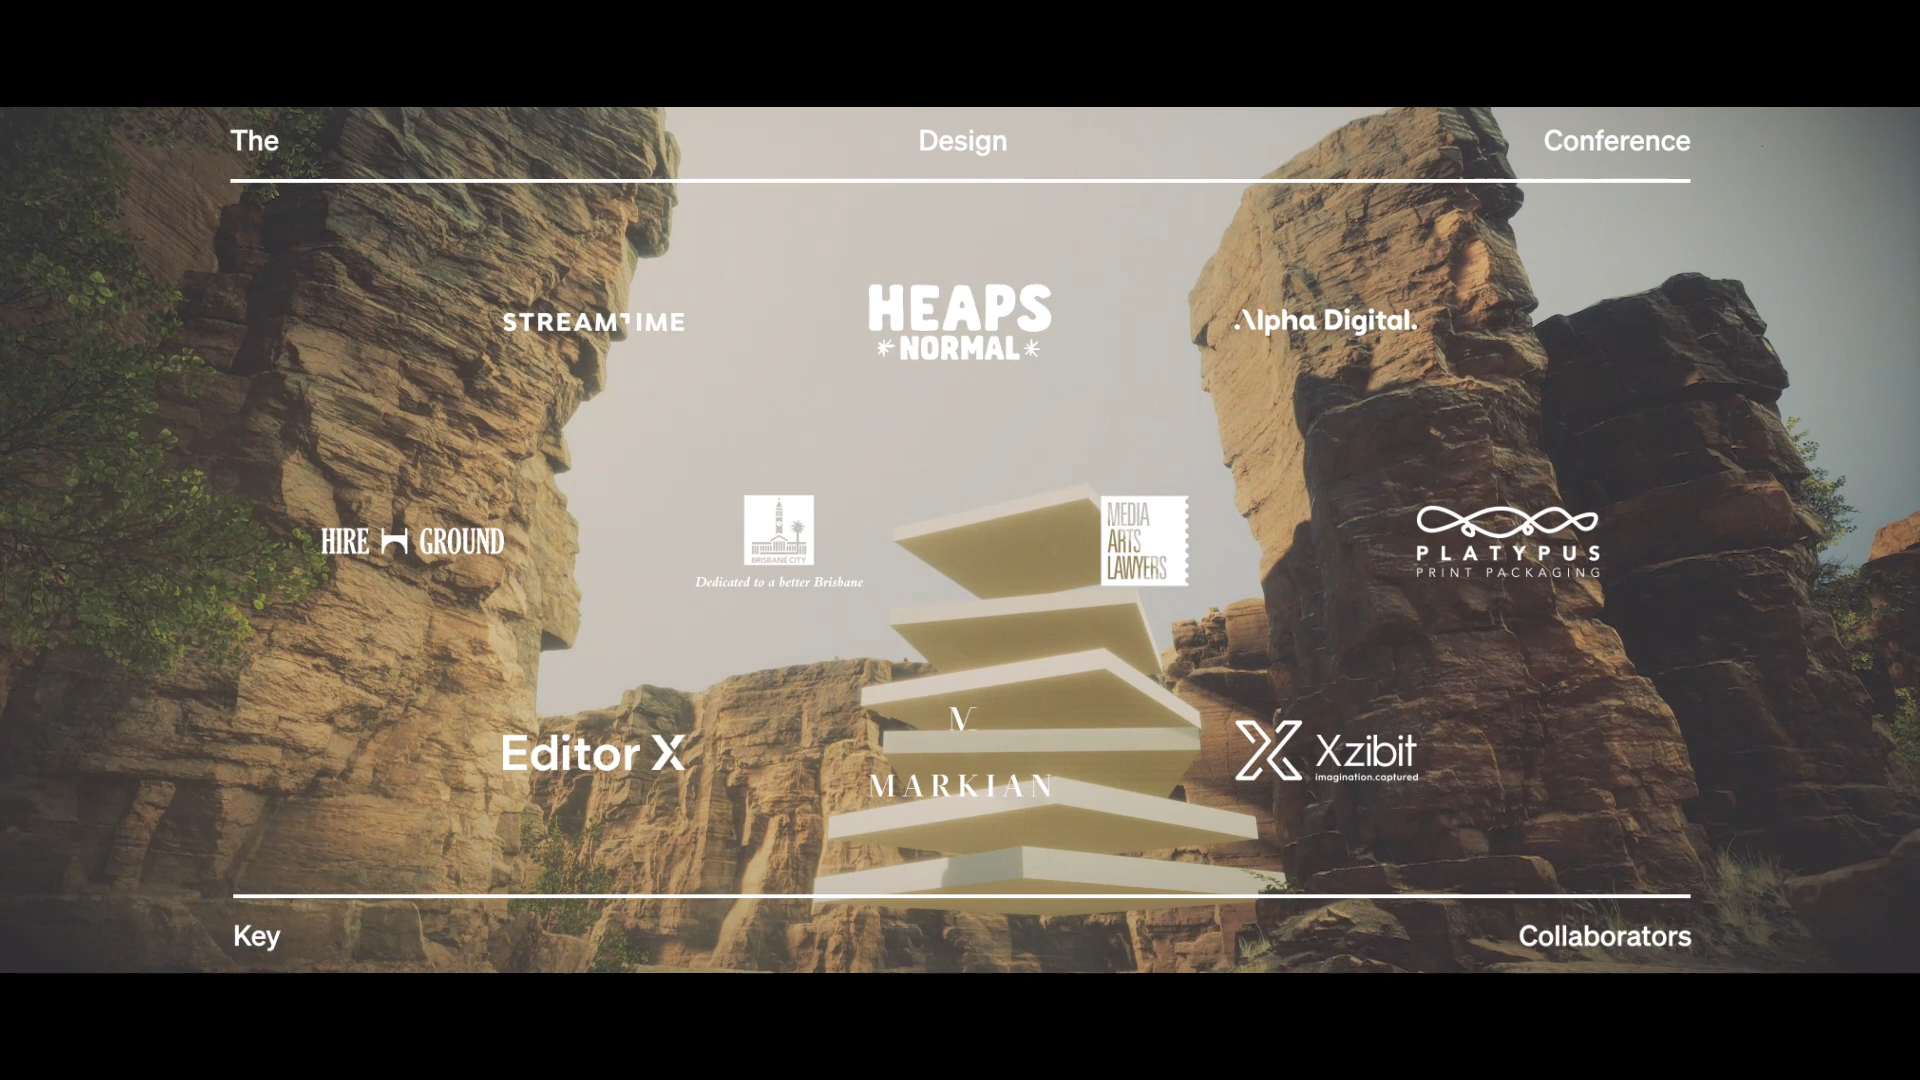 The Design Conference
STREAMTIME
HEAPS
NORMAL
Alpha Digital.
HIRE GROUND
BRISBANE CITY
Dedicated to a better Brisbane
MEDIA
ARTS
LAWYERS
PLATYPUS
PRINT PACKAGING
Editor X
M
MARKIAN
Xzibit
imagination.captured
Key Collaborators